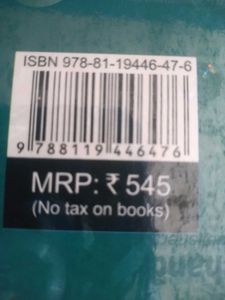 ISBN 978-81-19446-47-6
9 788119 446476
MRP: ₹ 545
(No tax on books)